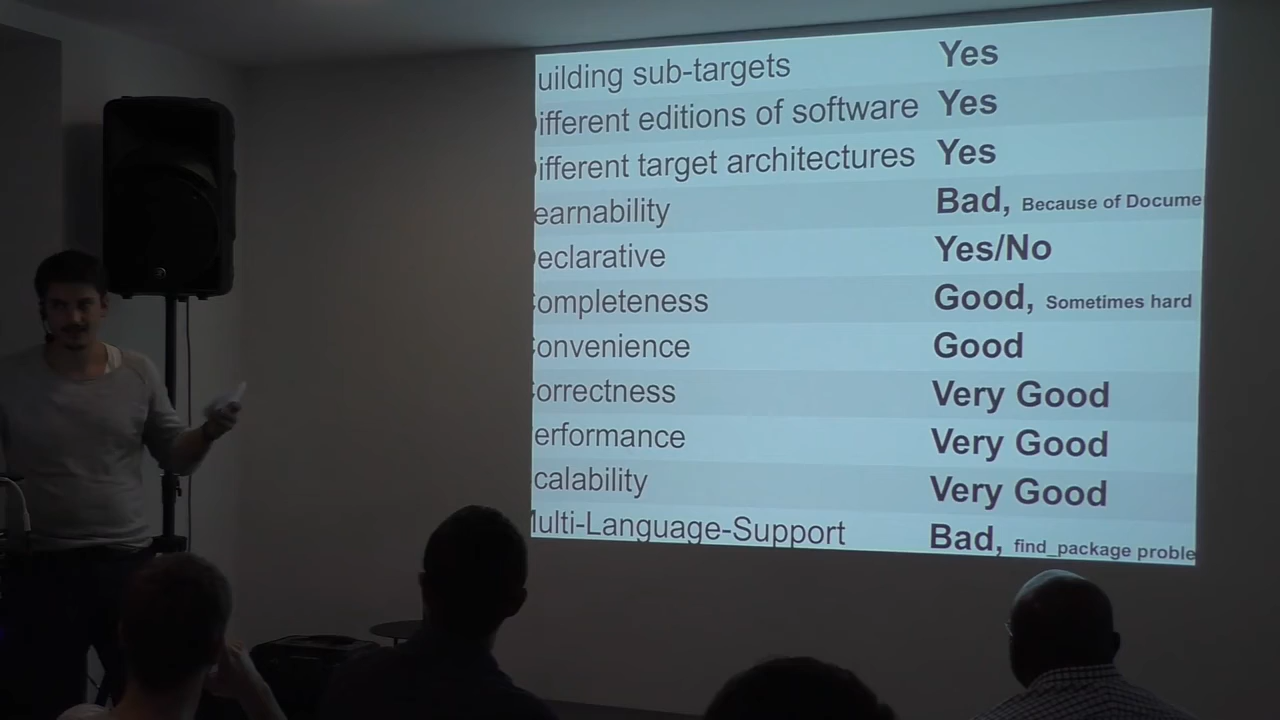 uilding sub-targets Yes
ifferent editions of software Yes
ifferent target architectures Yes
earnability Bad, Because of Docume
eclarative Yes/No
ompleteness Good, Sometimes hard
onvenience Good
orrectness Very Good
erformance Very Good
calability Very Good
ulti-Language-Support Bad, find_package proble